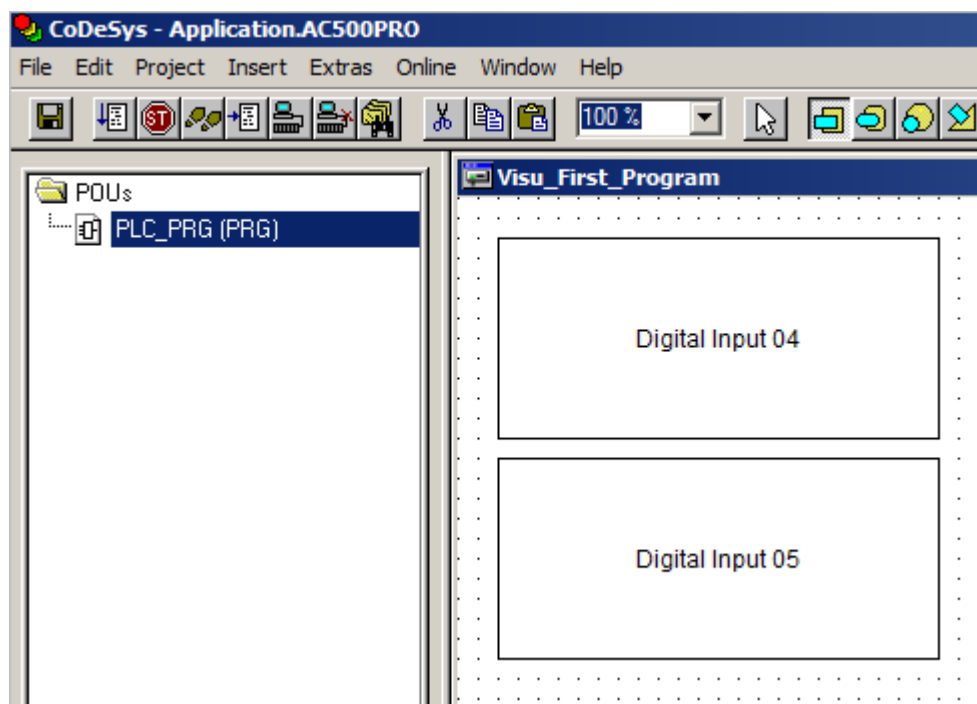 CoDeSys - Application.AC500PRO
File Edit Project Insert Extras Online Window Help
ST 100 %
POUs
PLC_PRG (PRG)
Visu_First_Program
Digital Input 04
Digital Input 05